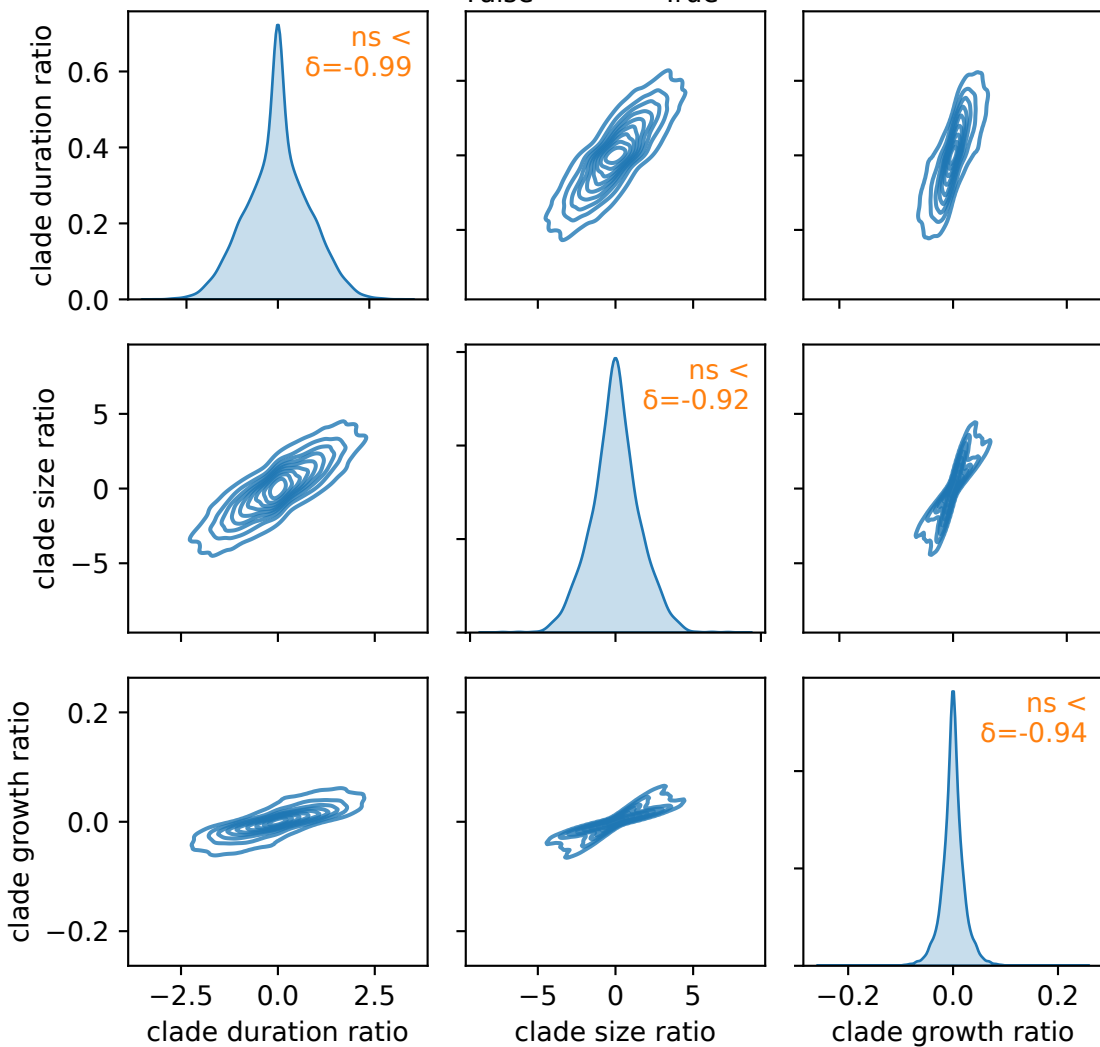 clade duration ratio
0.6
0.4
0.2
0.0
ns <
δ=-0.99
clade size ratio
5
0
−5
ns <
δ=-0.92
clade growth ratio
0.2
0.0
−0.2
ns <
δ=-0.94
−2.5 0.0 2.5
−5 0 5
−0.2 0.0 0.2
clade duration ratio
clade size ratio
clade growth ratio